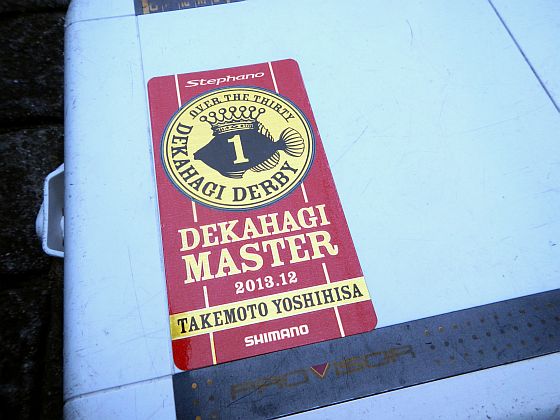 Stephano
OVER THE THIRTY
1
DEKAHAGI DERBY
DEKAHAGI
MASTER
2013.12
TAKEMOTO YOSHIHISA
SHIMANO
PROVISOR